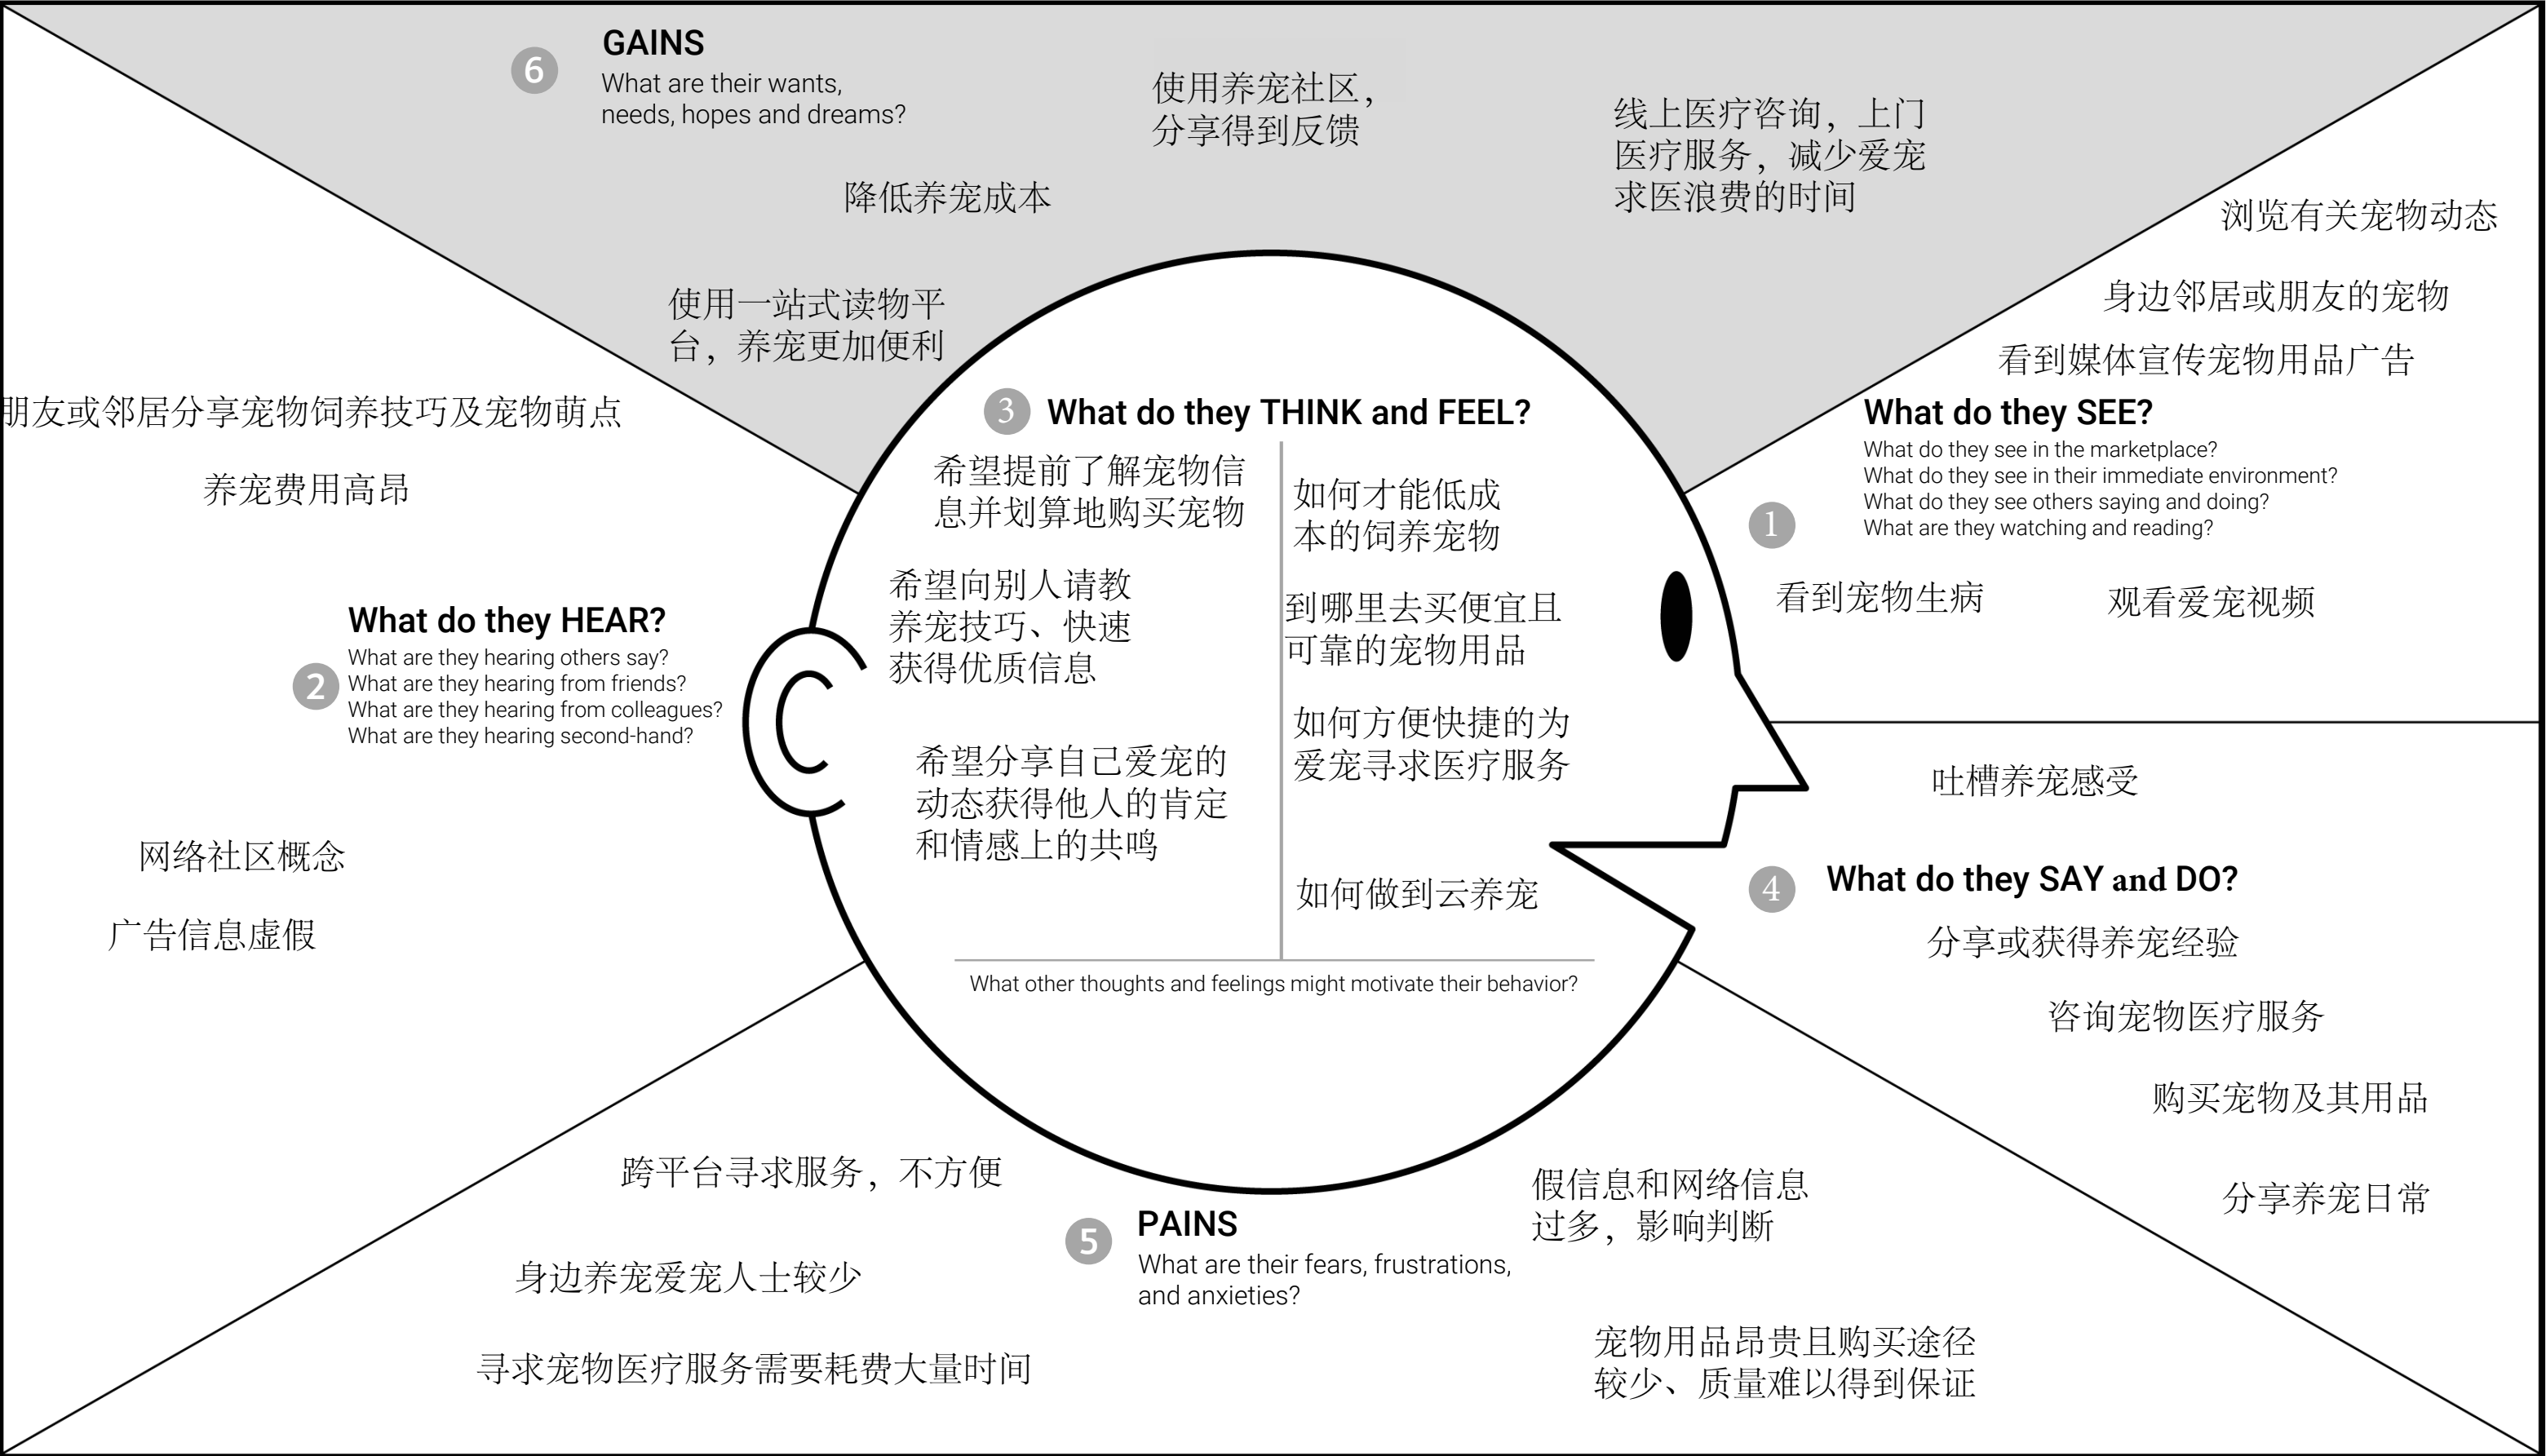 6
GAINS
What are their wants,
needs, hopes and dreams?
使用养宠社区，
分享得到反馈
线上医疗咨询，上门
医疗服务，减少爱宠
求医浪费的时间
降低养宠成本
使用一站式读物平
台，养宠更加便利
浏览有关宠物动态
身边邻居或朋友的宠物
看到媒体宣传宠物用品广告
What do they SEE?
What do they see in the marketplace?
What do they see in their immediate environment?
What do they see others saying and doing?
What are they watching and reading?
1
看到宠物生病
观看爱宠视频
朋友或邻居分享宠物饲养技巧及宠物萌点
养宠费用高昂
What do they HEAR?
What are they hearing others say?
2
What are they hearing from friends?
What are they hearing from colleagues?
What are they hearing second-hand?
网络社区概念
广告信息虚假
3
What do they THINK and FEEL?
希望提前了解宠物信
息并划算地购买宠物
希望向别人请教
养宠技巧、快速
获得优质信息
希望分享自己爱宠的
动态获得他人的肯定
和情感上的共鸣
如何才能低成
本的饲养宠物
到哪里去买便宜且
可靠的宠物用品
如何方便快捷的为
爱宠寻求医疗服务
如何做到云养宠
What other thoughts and feelings might motivate their behavior?
吐槽养宠感受
4
What do they SAY and DO?
分享或获得养宠经验
咨询宠物医疗服务
购买宠物及其用品
分享养宠日常
跨平台寻求服务，不方便
身边养宠爱宠人士较少
寻求宠物医疗服务需要耗费大量时间
5
PAINS
What are their fears, frustrations,
and anxieties?
假信息和网络信息
过多，影响判断
宠物用品昂贵且购买途径
较少、质量难以得到保证